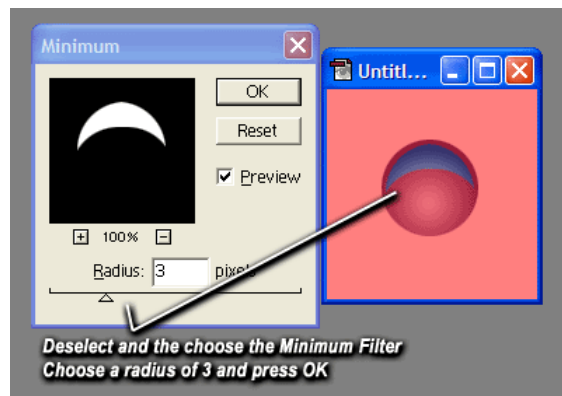 Minimum
Untitl...
OK
Reset
Preview
100%
Radius: 3 pixels
Deselect and the choose the Minimum Filter
Choose a radius of 3 and press OK